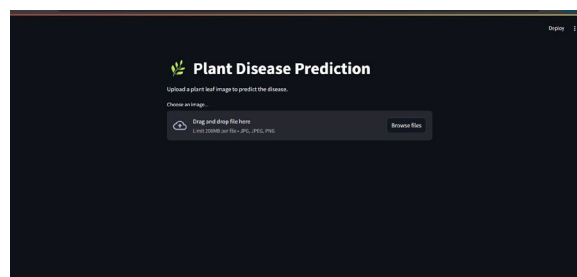 Deploy
Plant Disease Prediction
Upload a plant leaf image to predict the disease.
Choose an image...
Drag and drop file here
Limit 200MB per file • JPG, JPEG, PNG
Browse files